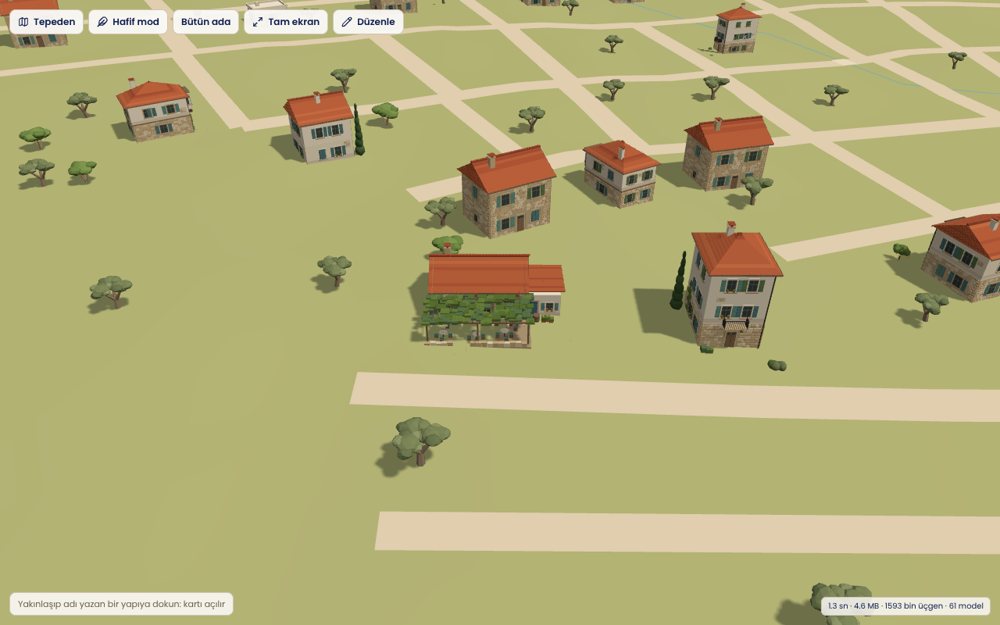 Tepeden
Hafif mod
Bütün ada
Tam ekran
Düzenle
Yakınlaşıp adı yazan bir yapıya dokun: kartı açılır
1.3 sn · 4.6 MB · 1593 bin üçgen · 61 model